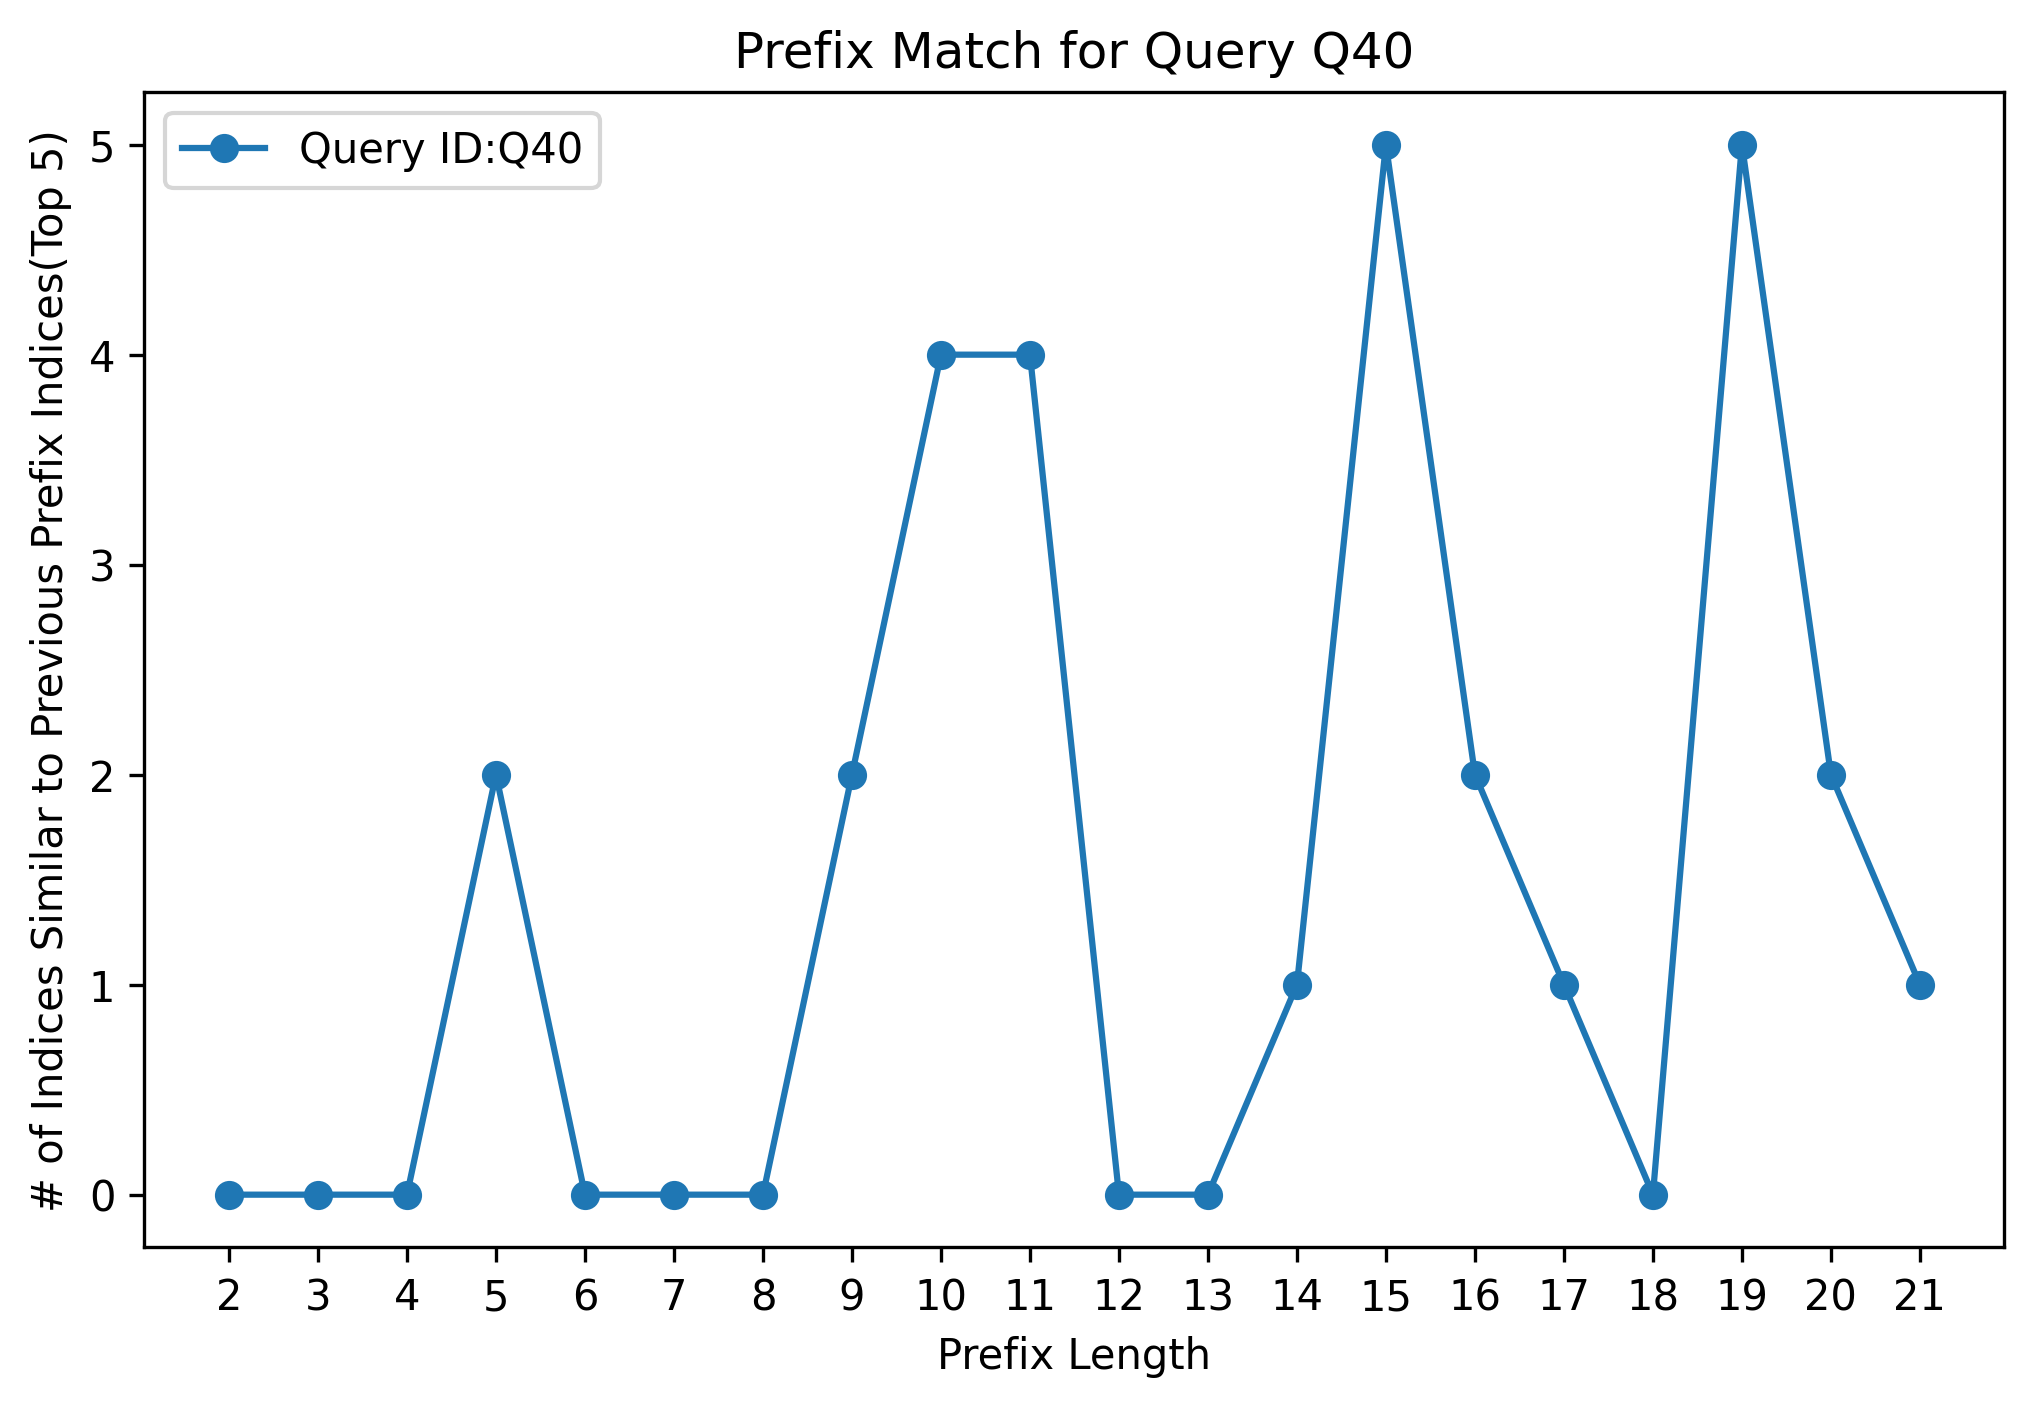 Prefix Match for Query Q40
Query ID:Q40
# of Indices Similar to Previous Prefix Indices(Top 5)
5
4
3
2
1
0
2 3 4 5 6 7 8 9 10 11 12 13 14 15 16 17 18 19 20 21
Prefix Length